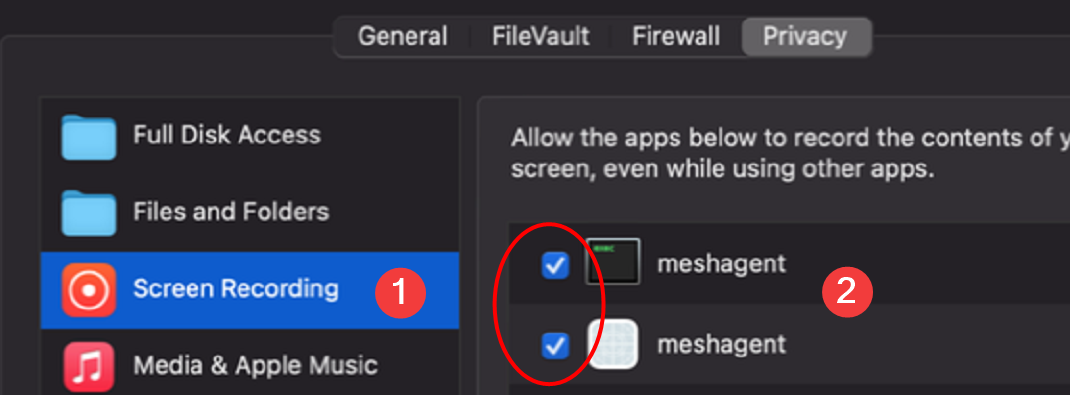 General FileVault Firewall Privacy
Full Disk Access
Files and Folders
Screen Recording 1
Media & Apple Music
Allow the apps below to record the contents of
screen, even while using other apps.
meshagent 2
meshagent